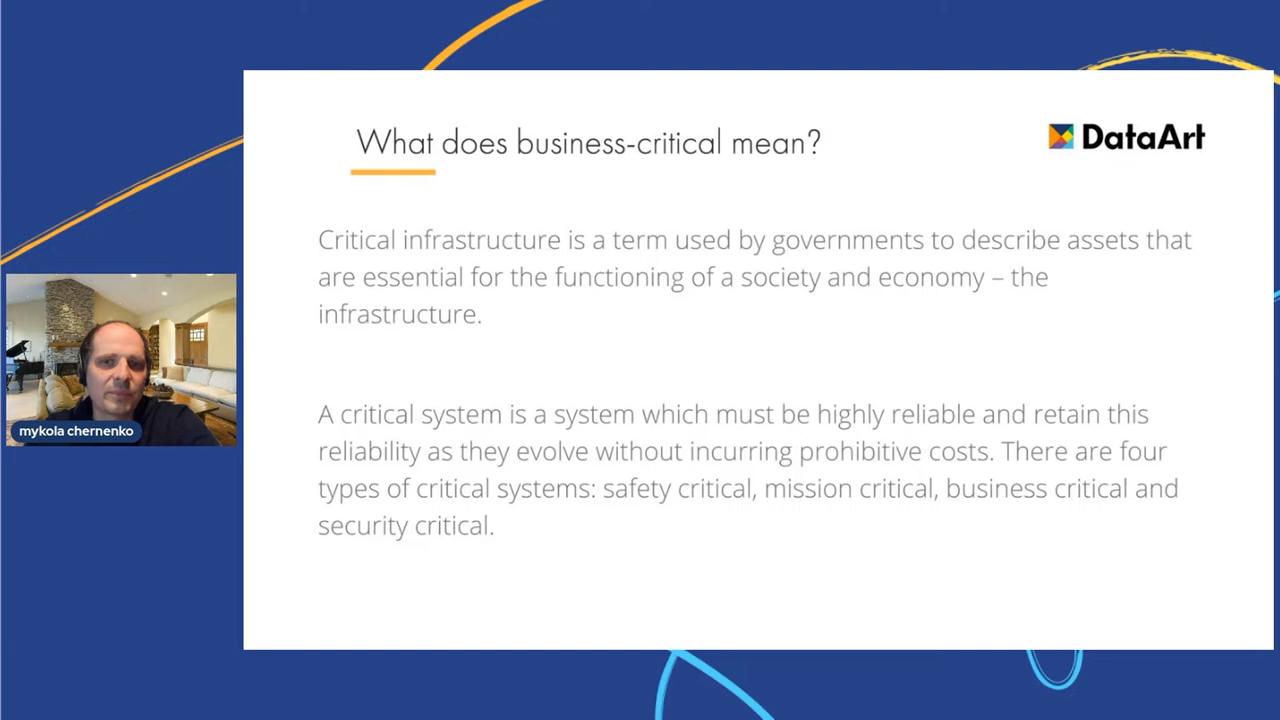 What does business-critical mean?
DataArt
Critical infrastructure is a term used by governments to describe assets that
are essential for the functioning of a society and economy – the
infrastructure.
A critical system is a system which must be highly reliable and retain this
reliability as they evolve without incurring prohibitive costs. There are four
types of critical systems: safety critical, mission critical, business critical and
security critical.
mykola chernenko